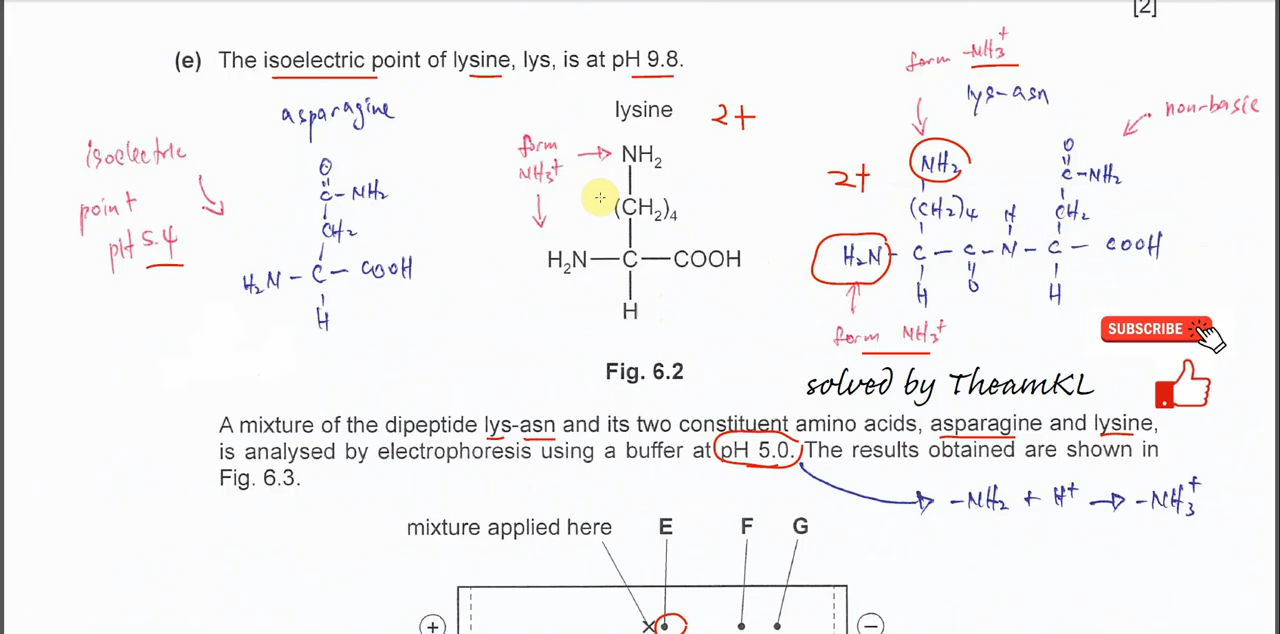 [2]
(e) The isoelectric point of lysine, lys, is at pH 9.8.
form -NH3+
lys-asn
asparagine
lysine
2+
non-basic
isoelectric
point
pH 5.4
form
NH3+
O
C-NH2
CH2
H2N-C-COOH
H
NH2
(CH2)4
H2N—C—COOH
H
2+
NH2
O
C-NH2
(CH2)4
H
CH2
H2N-C-C-N-C-COOH
H
O
H
form NH3+
SUBSCRIBE
Fig. 6.2
solved by TheamKL
A mixture of the dipeptide lys-asn and its two constituent amino acids, asparagine and lysine,
is analysed by electrophoresis using a buffer at pH 5.0. The results obtained are shown in
Fig. 6.3.
-NH2 + H+ → -NH3+
mixture applied here
E
F
G
+
×
−